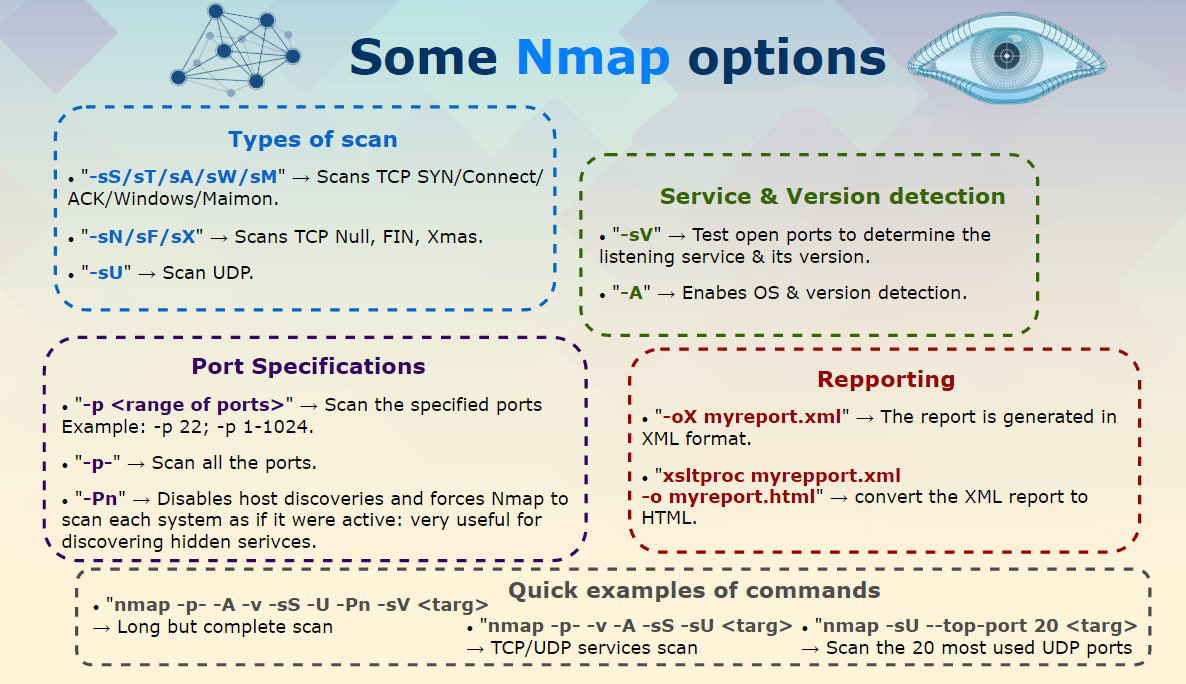 Some Nmap options
Types of scan
• "-sS/sT/sA/sW/sM" → Scans TCP SYN/Connect/
ACK/Windows/Maimon.
• "-sN/sF/sX" → Scans TCP Null, FIN, Xmas.
• "-sU" → Scan UDP.
Service & Version detection
• "-sV" → Test open ports to determine the
listening service & its version.
• "-A" → Enabes OS & version detection.
Port Specifications
• "-p <range of ports>" → Scan the specified ports
Example: -p 22; -p 1-1024.
• "-p-" → Scan all the ports.
• "-Pn" → Disables host discoveries and forces Nmap to
scan each system as if it were active: very useful for
discovering hidden serivces.
Repporting
• "-oX myreport.xml" → The report is generated in
XML format.
• "xsltproc myrepport.xml
-o myreport.html" → convert the XML report to
HTML.
Quick examples of commands
• "nmap -p- -A -v -sS -U -Pn -sV <targ>
→ Long but complete scan
• "nmap -p- -v -A -sS -sU <targ>
→ TCP/UDP services scan
• "nmap -sU --top-port 20 <targ>
→ Scan the 20 most used UDP ports